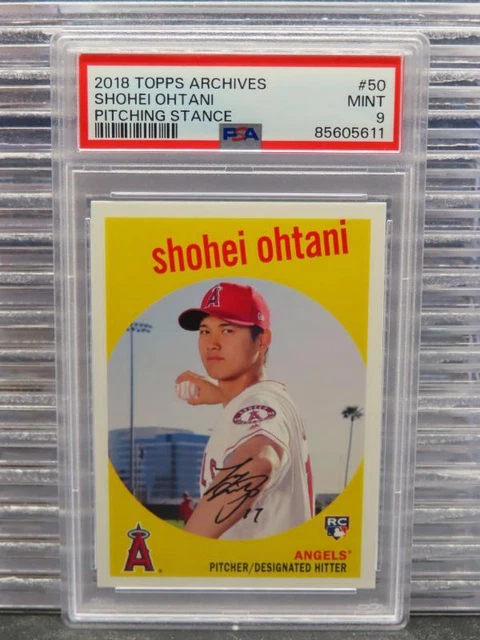 2018 TOPPS ARCHIVES #50
SHOHEI OHTANI MINT
PITCHING STANCE 9
PSA 85605611
shohei ohtani
A
A
17
RC
ANGELS
PITCHER/DESIGNATED HITTER